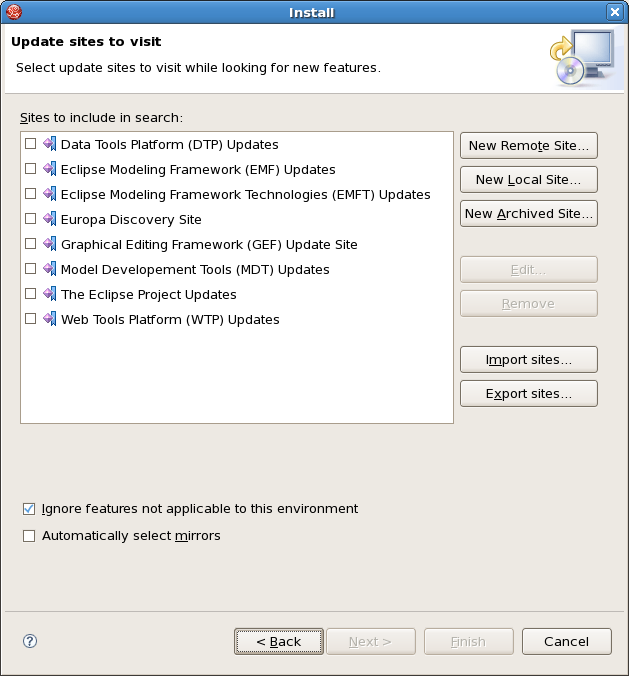 Install
Update sites to visit
Select update sites to visit while looking for new features.
Sites to include in search:
Data Tools Platform (DTP) Updates
Eclipse Modeling Framework (EMF) Updates
Eclipse Modeling Framework Technologies (EMFT) Updates
Europa Discovery Site
Graphical Editing Framework (GEF) Update Site
Model Developement Tools (MDT) Updates
The Eclipse Project Updates
Web Tools Platform (WTP) Updates
New Remote Site...
New Local Site...
New Archived Site...
Edit...
Remove
Import sites...
Export sites...
Ignore features not applicable to this environment
Automatically select mirrors
?
< Back
Next >
Finish
Cancel